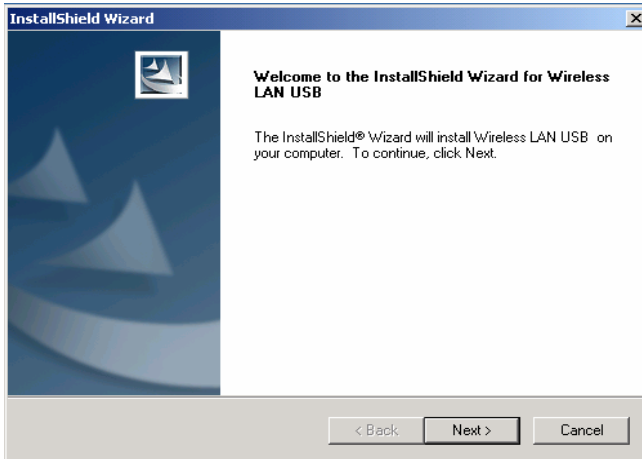 InstallShield Wizard
Welcome to the InstallShield Wizard for Wireless
LAN USB
The InstallShield® Wizard will install Wireless LAN USB on
your computer. To continue, click Next.
< Back
Next >
Cancel